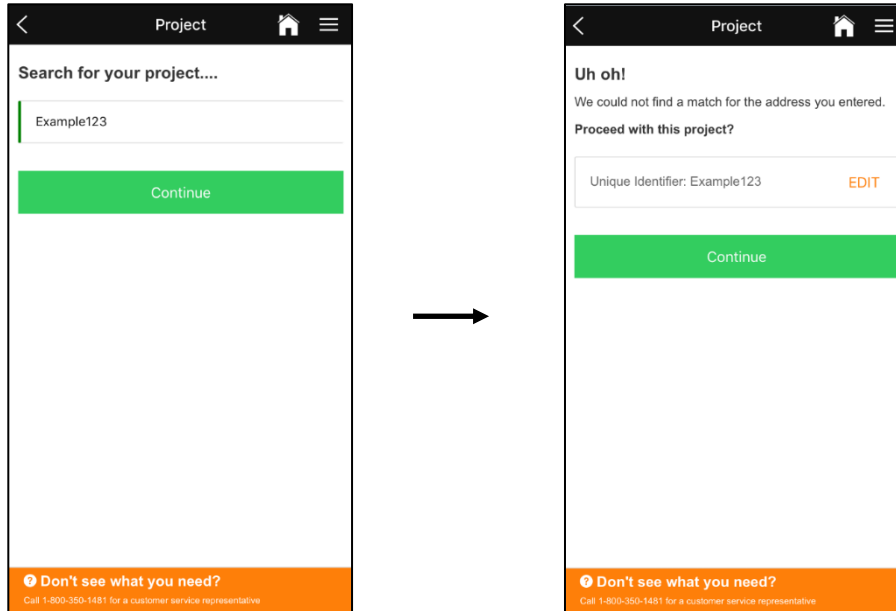 Project
Search for your project....
Example123
Continue
Don't see what you need?
Call 1-800-350-1481 for a customer service representative
Project
Uh oh!
We could not find a match for the address you entered.
Proceed with this project?
Unique Identifier: Example123 EDIT
Continue
Don't see what you need?
Call 1-800-350-1481 for a customer service representative